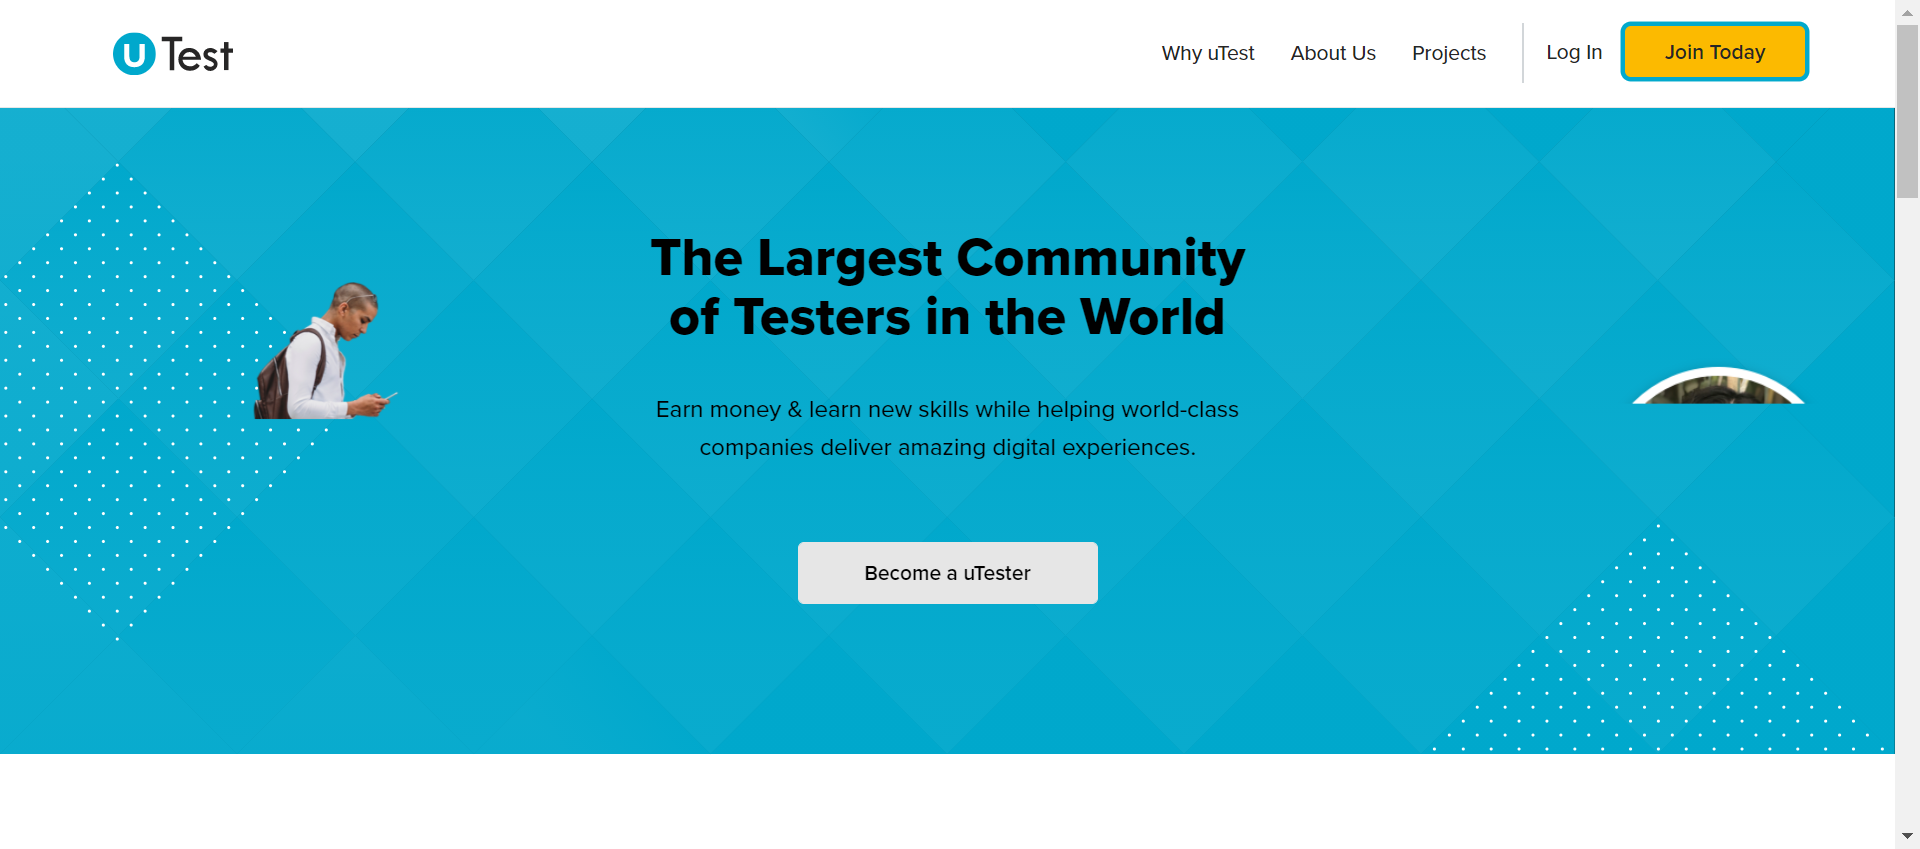 u Test
Why uTest
About Us
Projects
Log In
Join Today
The Largest Community
of Testers in the World
Earn money & learn new skills while helping world-class
companies deliver amazing digital experiences.
Become a uTester